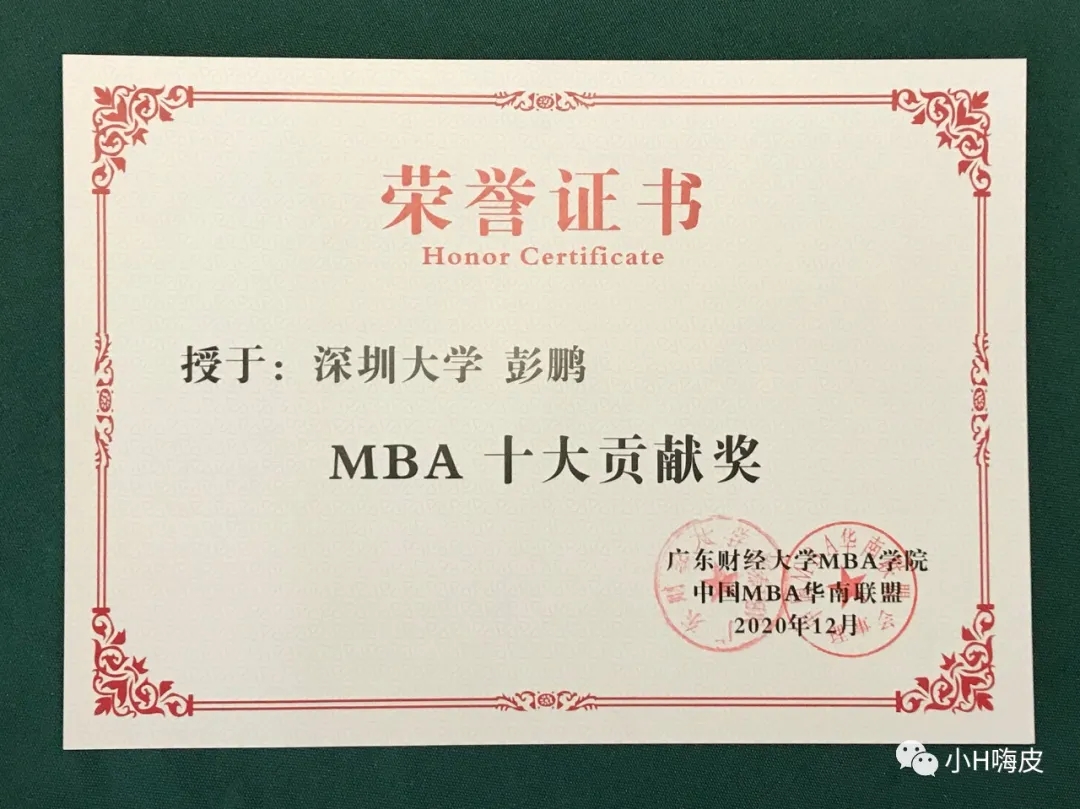 荣誉证书
Honor Certificate
授于：深圳大学 彭鹏
MBA 十大贡献奖
广东财经大学MBA学院
中国MBA华南联盟
2020年12月
小H嗨皮